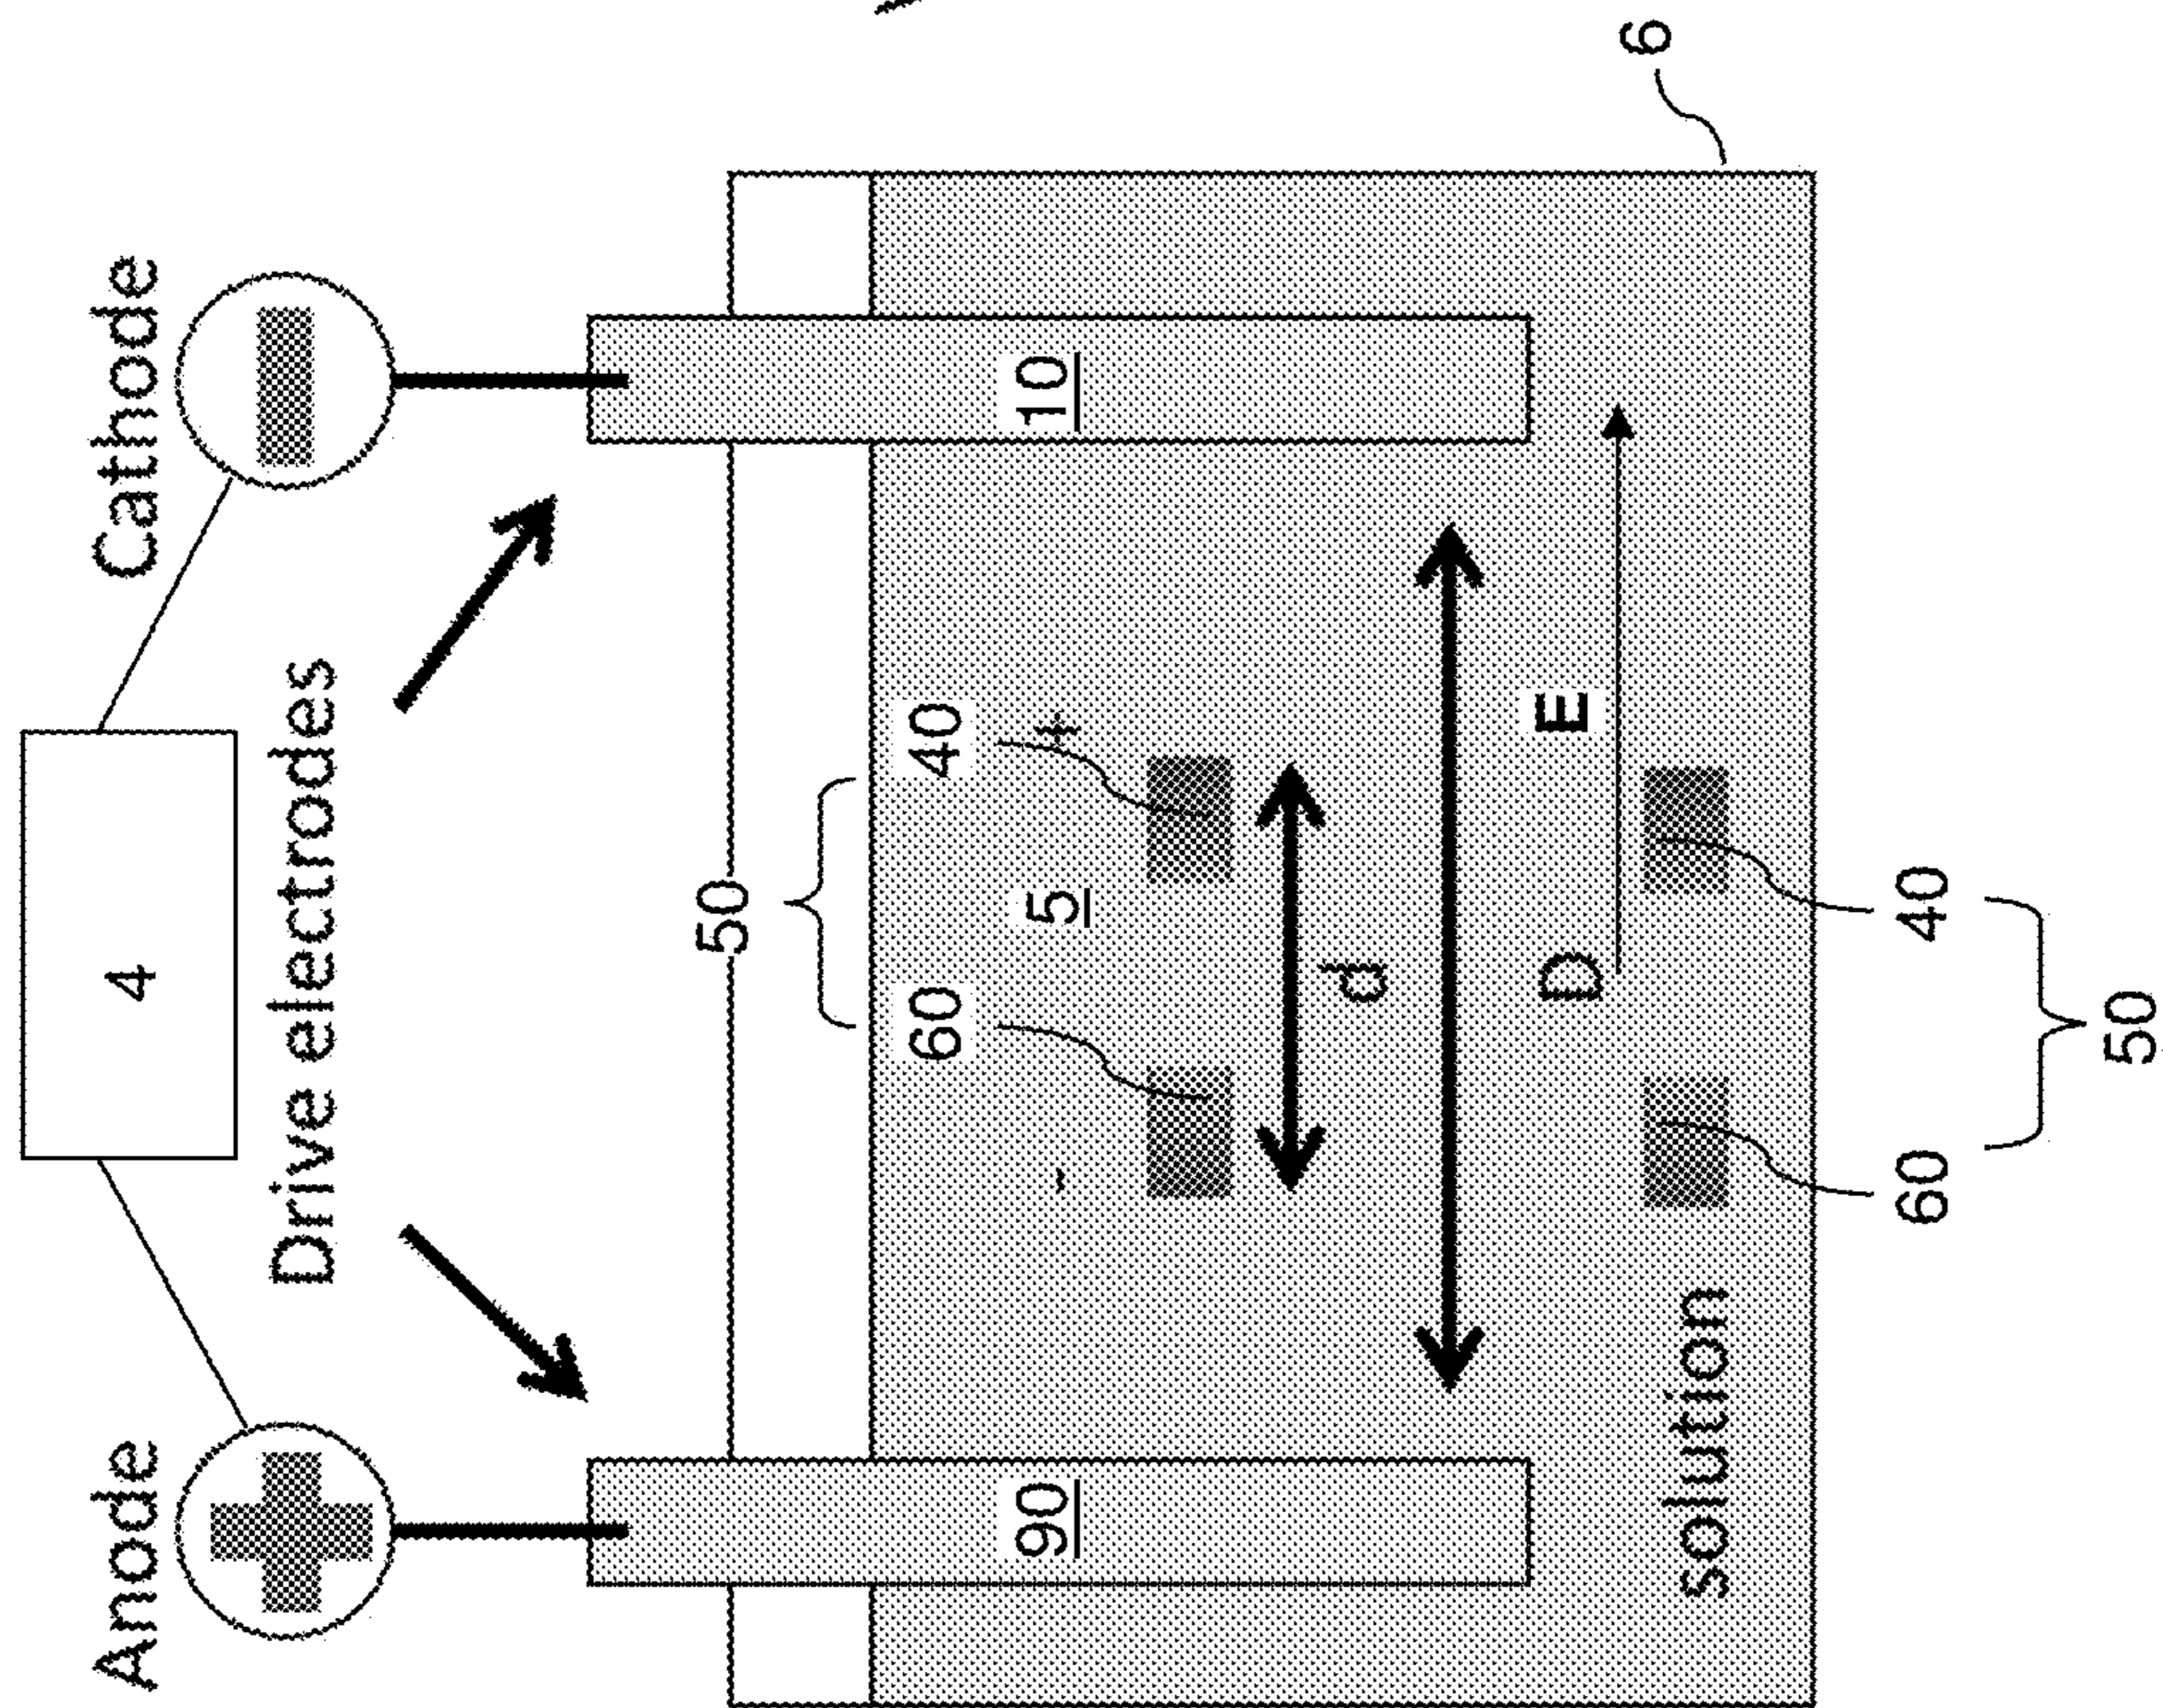 Anode 4 Cathode
Drive electrodes
50
60 40
90 - 5 + 10
d
D E
6
solution
60 40
50